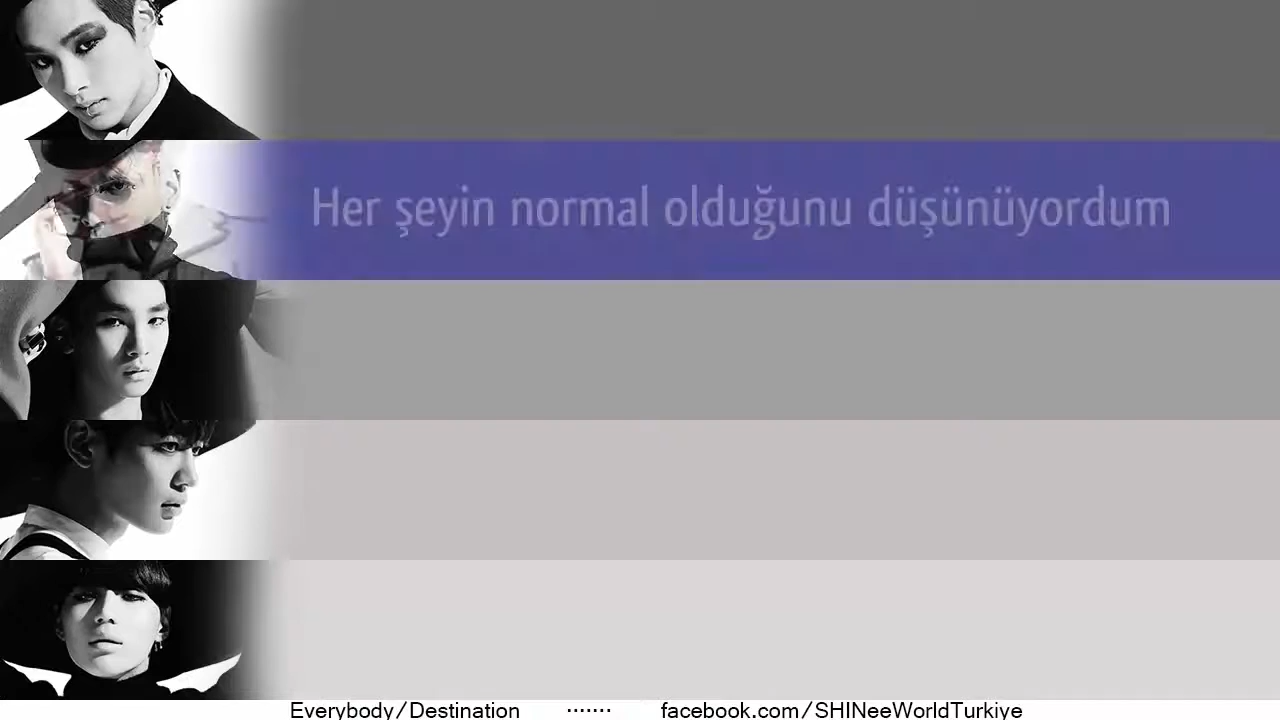 Her şeyin normal olduğunu düşünüyordum
Everybody/Destination ....... facebook.com/SHINeeWorldTurkiye